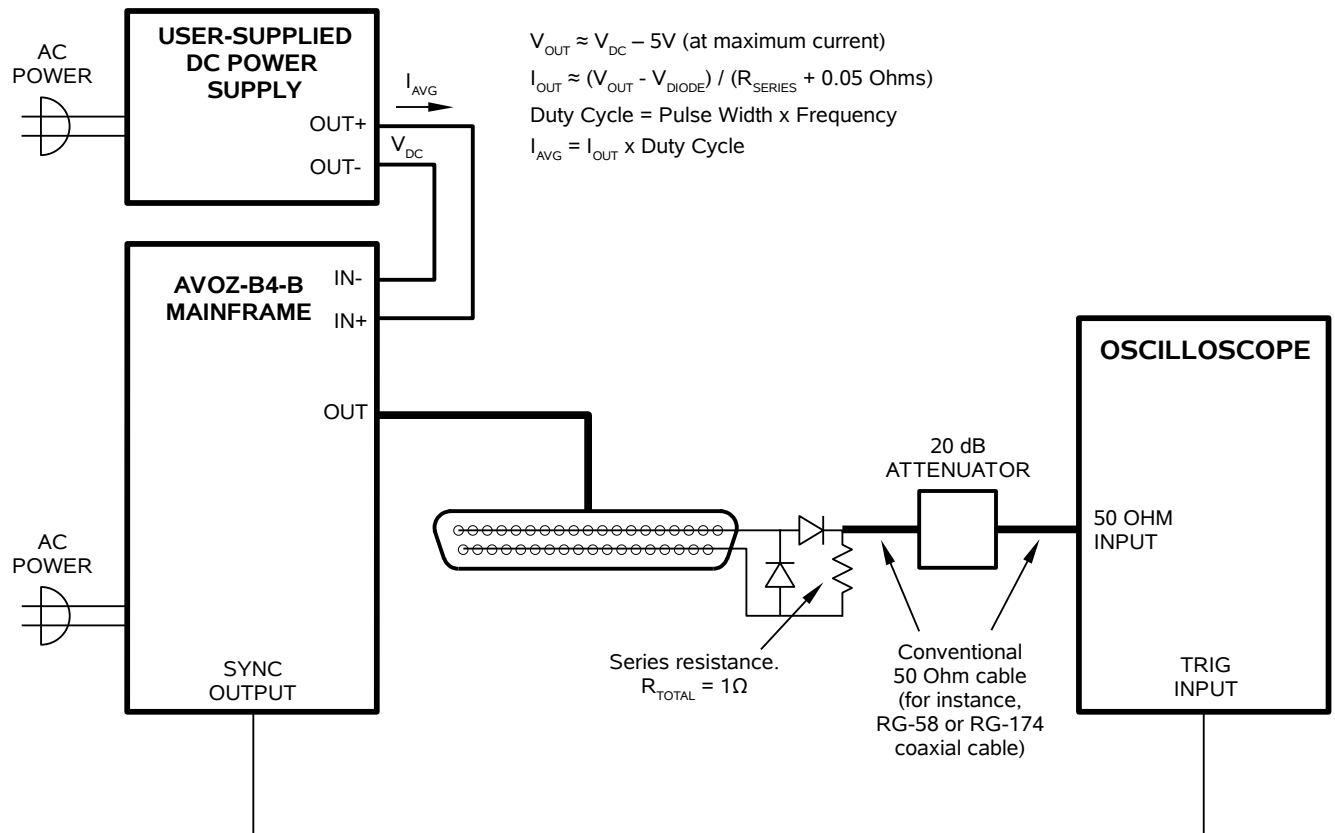 AC
POWER
USER-SUPPLIED
DC POWER
SUPPLY
OUT+
OUT-
I_AVG
V_DC
V_OUT ≈ V_DC – 5V (at maximum current)
I_OUT ≈ (V_OUT - V_DIODE) / (R_SERIES + 0.05 Ohms)
Duty Cycle = Pulse Width x Frequency
I_AVG = I_OUT x Duty Cycle
AVOZ-B4-B
MAINFRAME
IN-
IN+
OUT
AC
POWER
SYNC
OUTPUT
Series resistance.
R_TOTAL = 1Ω
20 dB
ATTENUATOR
Conventional
50 Ohm cable
(for instance,
RG-58 or RG-174
coaxial cable)
OSCILLOSCOPE
50 OHM
INPUT
TRIG
INPUT